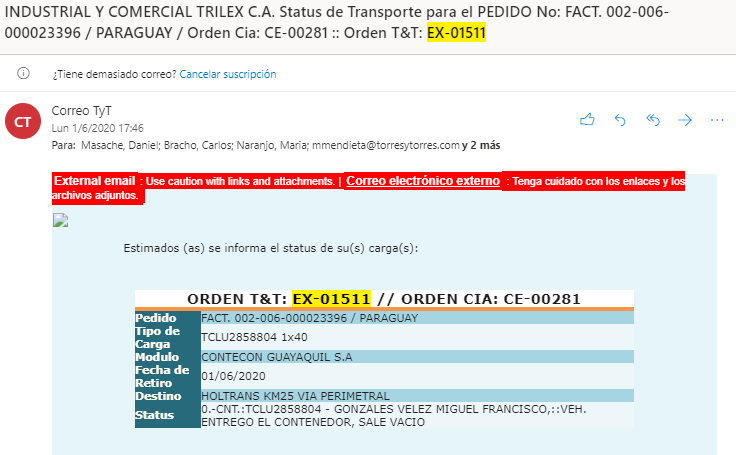 INDUSTRIAL Y COMERCIAL TRILEX C.A. Status de Transporte para el PEDIDO No: FACT. 002-006-
000023396 / PARAGUAY / Orden Cia: CE-00281 :: Orden T&T: EX-01511
¿Tiene demasiado correo? Cancelar suscripción
CT
Correo TyT
Lun 1/6/2020 17:46
Para: Masache, Daniel; Bracho, Carlos; Naranjo, Maria; mmendieta@torresytorres.com y 2 más
External email : Use caution with links and attachments. | Correo electrónico externo : Tenga cuidado con los enlaces y los
archivos adjuntos.
Estimados (as) se informa el status de su(s) carga(s):
ORDEN T&T: EX-01511 // ORDEN CIA: CE-00281
Pedido FACT. 002-006-000023396 / PARAGUAY
Tipo de
Carga TCLU2858804 1x40
Modulo CONTECON GUAYAQUIL S.A
Fecha de
Retiro 01/06/2020
Destino HOLTRANS KM25 VIA PERIMETRAL
Status 0.-CNT.:TCLU2858804 - GONZALES VELEZ MIGUEL FRANCISCO,::VEH.
ENTREGO EL CONTENEDOR, SALE VACIO